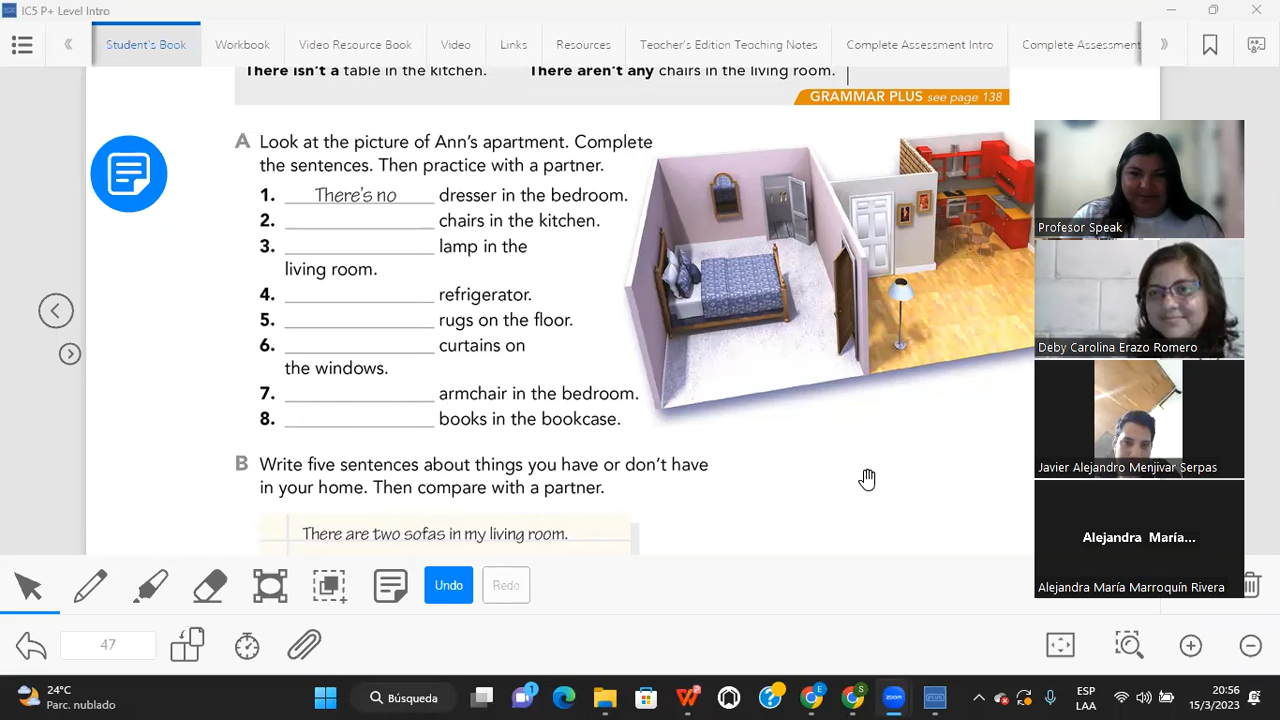 IC5 P+ Level Intro
Student's Book
Workbook
Video Resource Book
Video
Links
Resources
Teacher's Edition Teaching Notes
Complete Assessment Intro
Complete Assessment
There isn't a table in the kitchen.
There aren't any chairs in the living room.
GRAMMAR PLUS see page 138
A Look at the picture of Ann's apartment. Complete
the sentences. Then practice with a partner.
1. There's no dresser in the bedroom.
2. ____________ chairs in the kitchen.
3. ____________ lamp in the
living room.
4. ____________ refrigerator.
5. ____________ rugs on the floor.
6. ____________ curtains on
the windows.
7. ____________ armchair in the bedroom.
8. ____________ books in the bookcase.
B Write five sentences about things you have or don't have
in your home. Then compare with a partner.
There are two sofas in my living room.
Profesor Speak
Deby Carolina Erazo Romero
Javier Alejandro Menjivar Serpas
Alejandra María...
Alejandra María Marroquín Rivera
Undo
Redo
47
24°C
Parc. nublado
Búsqueda
ESP
LAA
20:56
15/3/2023